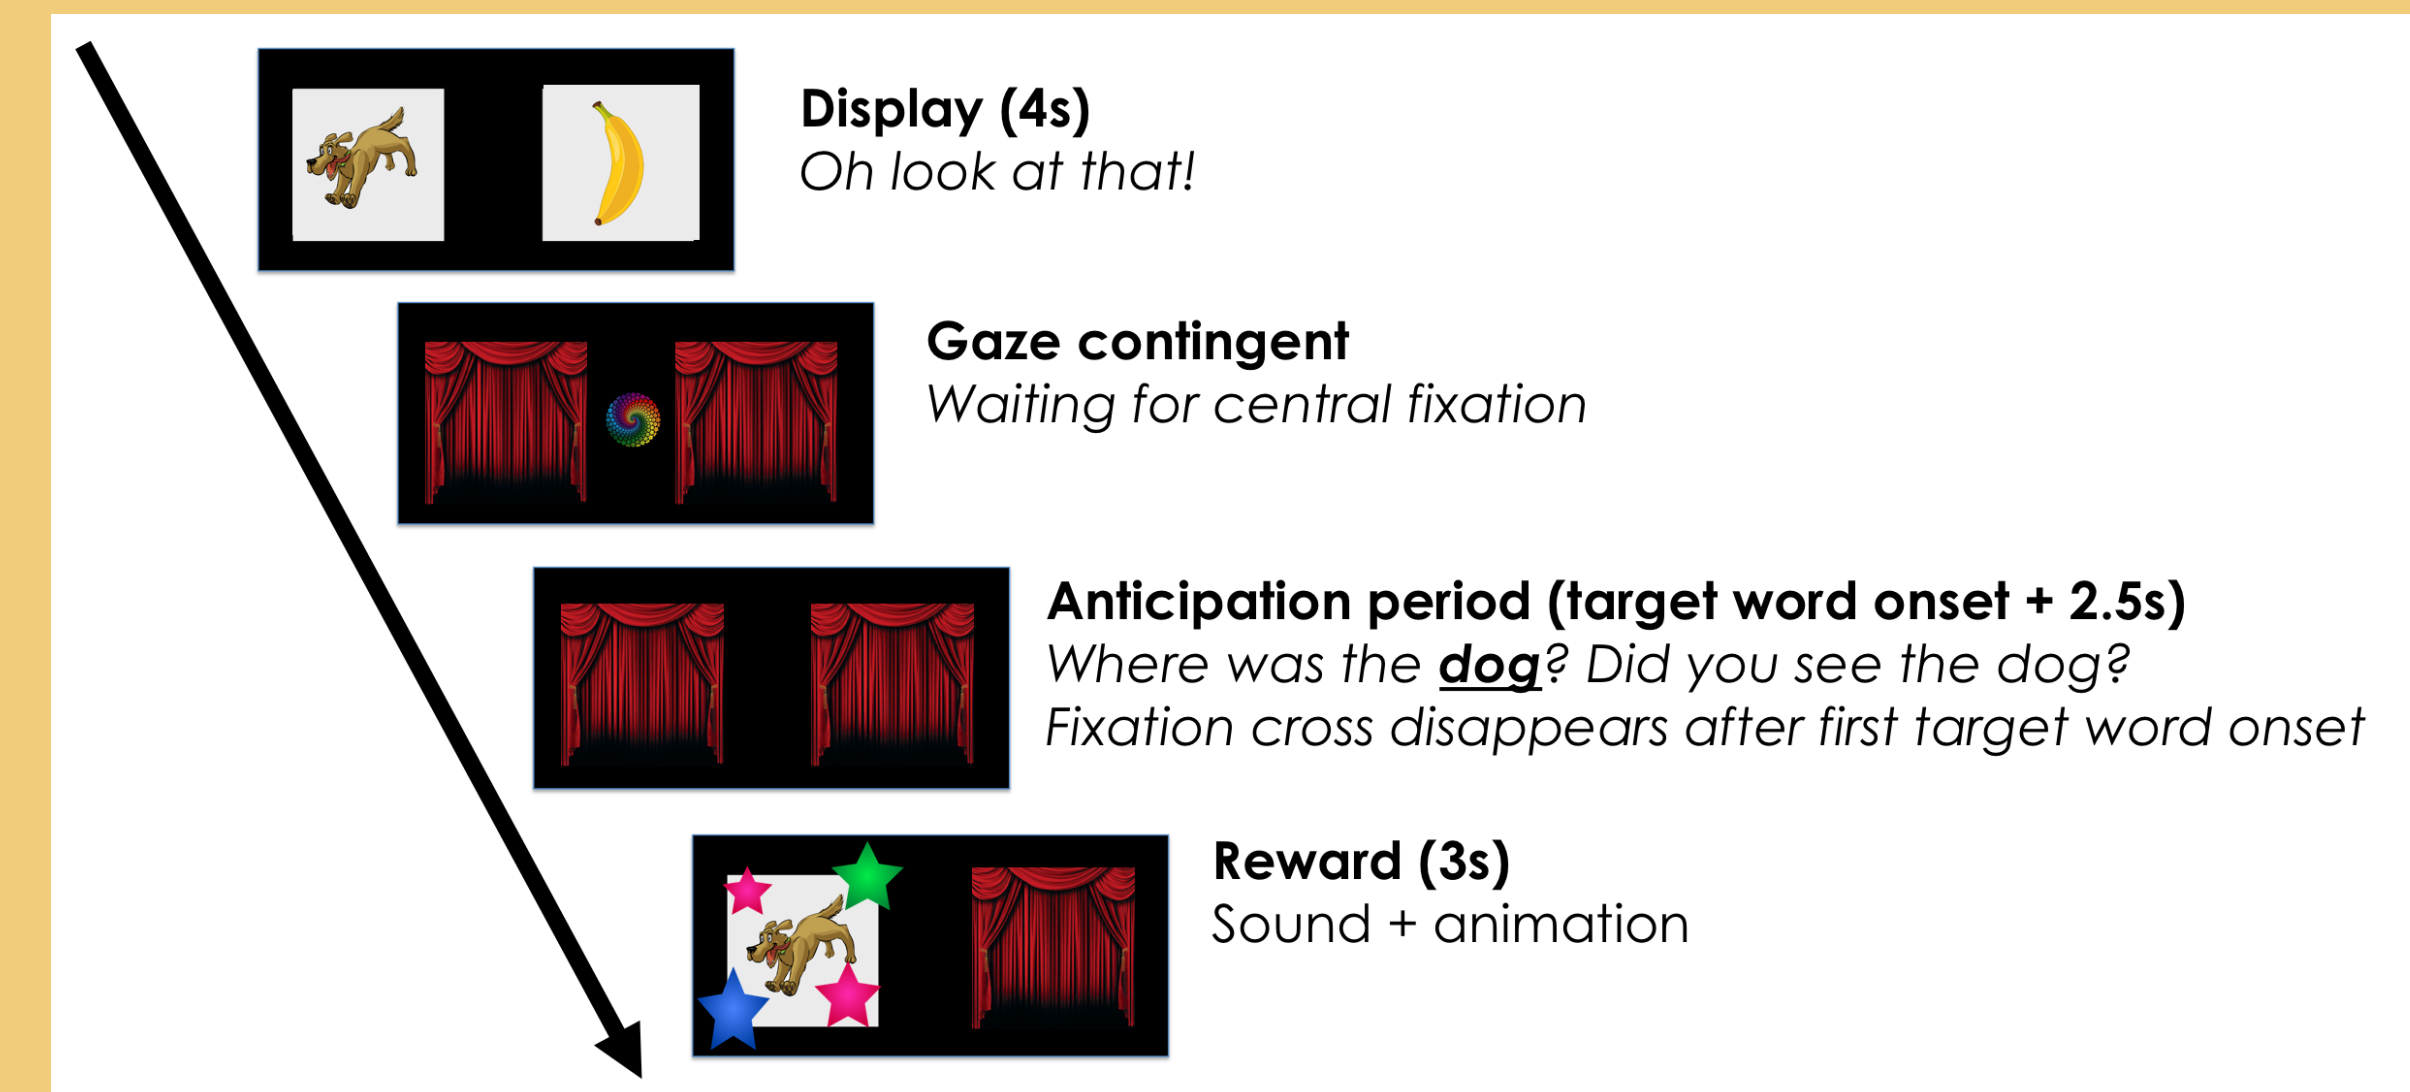 Display (4s)
Oh look at that!
Gaze contingent
Waiting for central fixation
Anticipation period (target word onset + 2.5s)
Where was the dog? Did you see the dog?
Fixation cross disappears after first target word onset
Reward (3s)
Sound + animation